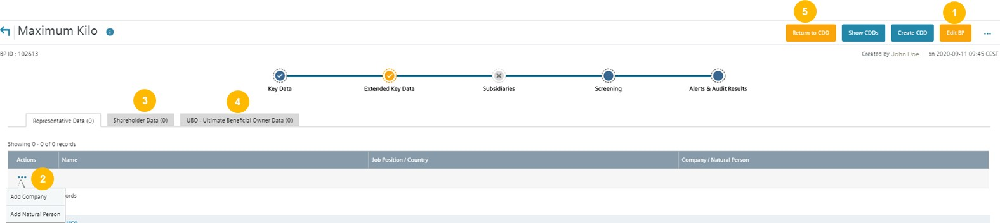 5
1
Maximum Kilo
Return to CDD
Show CDDs
Create CDD
Edit BP
BP ID : 102613
Created by John Doe on 2020-09-11 09:45 CEST
Key Data
Extended Key Data
Subsidiaries
Screening
Alerts & Audit Results
3
4
Representative Data (0)
Shareholder Data (0)
UBO - Ultimate Beneficial Owner Data (0)
Showing 0 - 0 of 0 records
Actions
Name
Job Position / Country
Company / Natural Person
2
Add Company
Add Natural Person